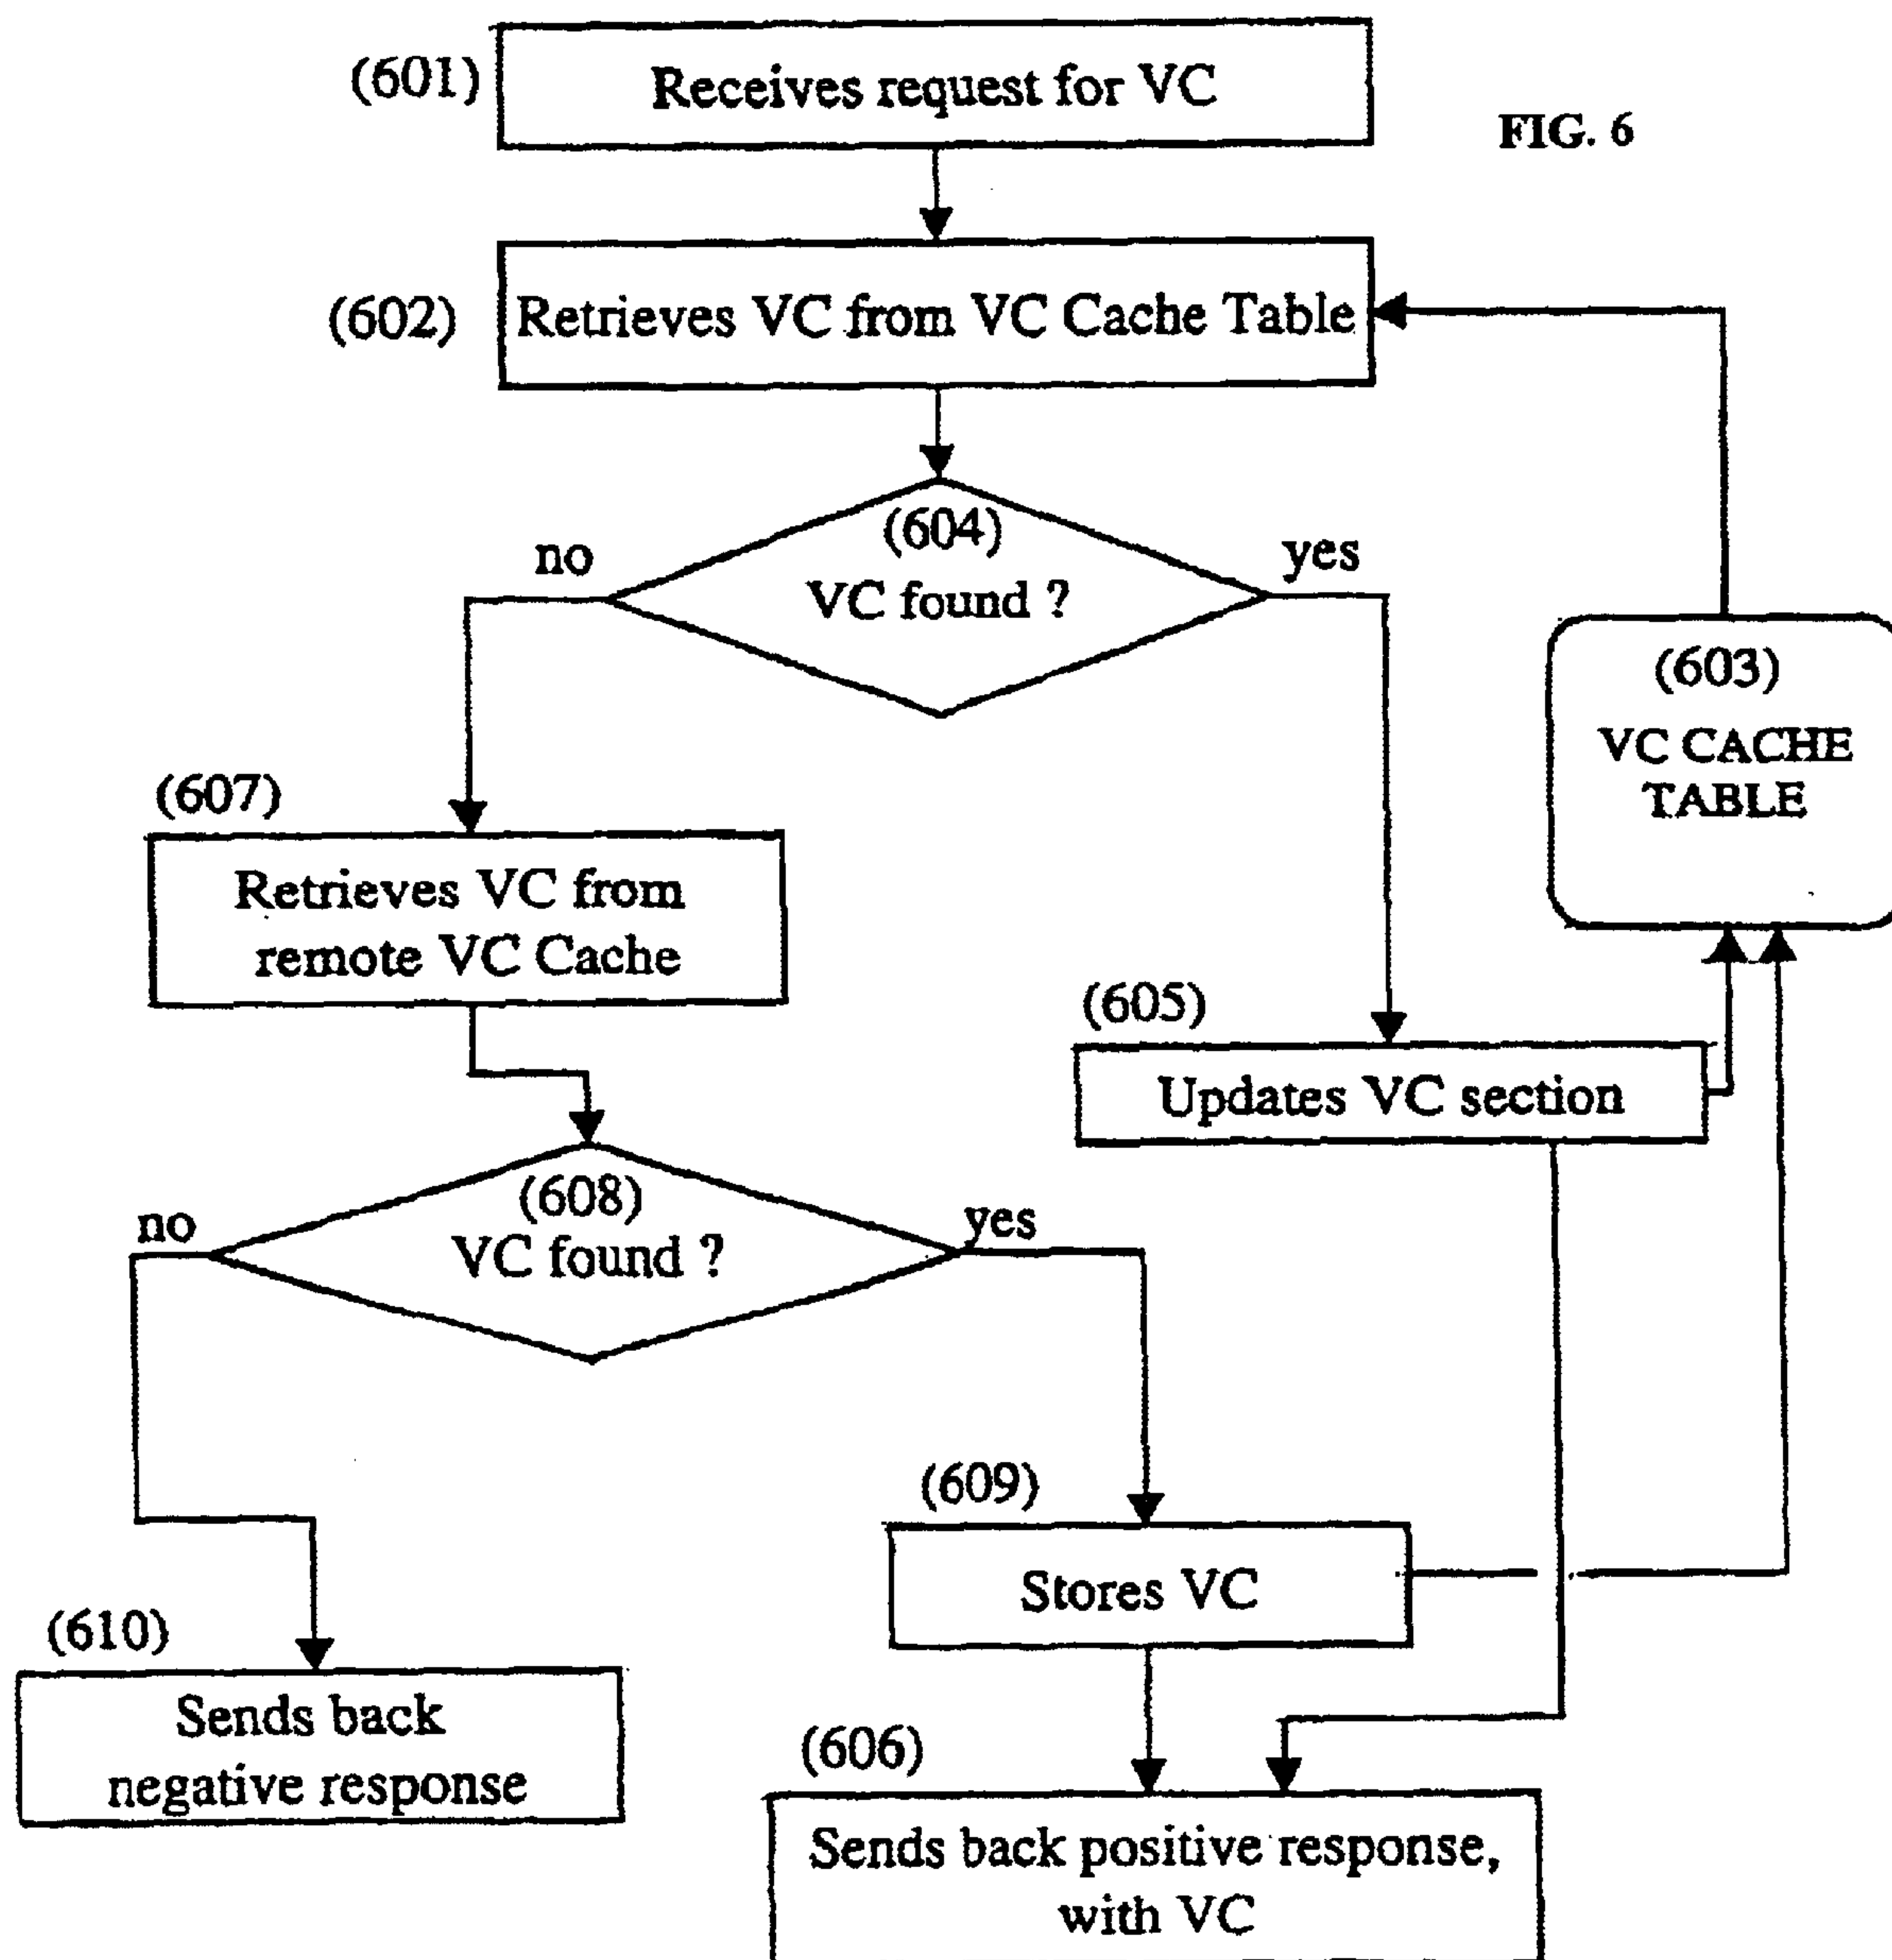 (601)
Receives request for VC
FIG. 6
(602)
Retrieves VC from VC Cache Table
(604)
no
yes
VC found ?
(603)
VC CACHE
TABLE
(607)
Retrieves VC from
remote VC Cache
(605)
Updates VC section
(608)
no
yes
VC found ?
(609)
Stores VC
(610)
Sends back
negative response
(606)
Sends back positive response,
with VC